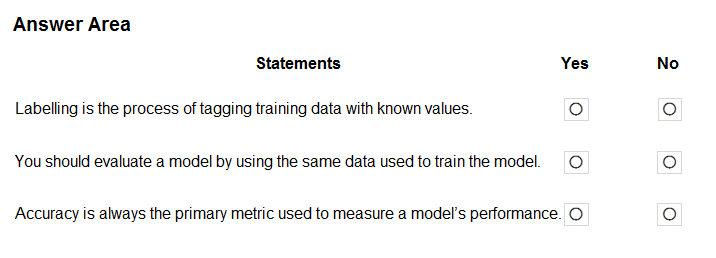 Answer Area
Statements Yes No
Labelling is the process of tagging training data with known values.
You should evaluate a model by using the same data used to train the model.
Accuracy is always the primary metric used to measure a model's performance.